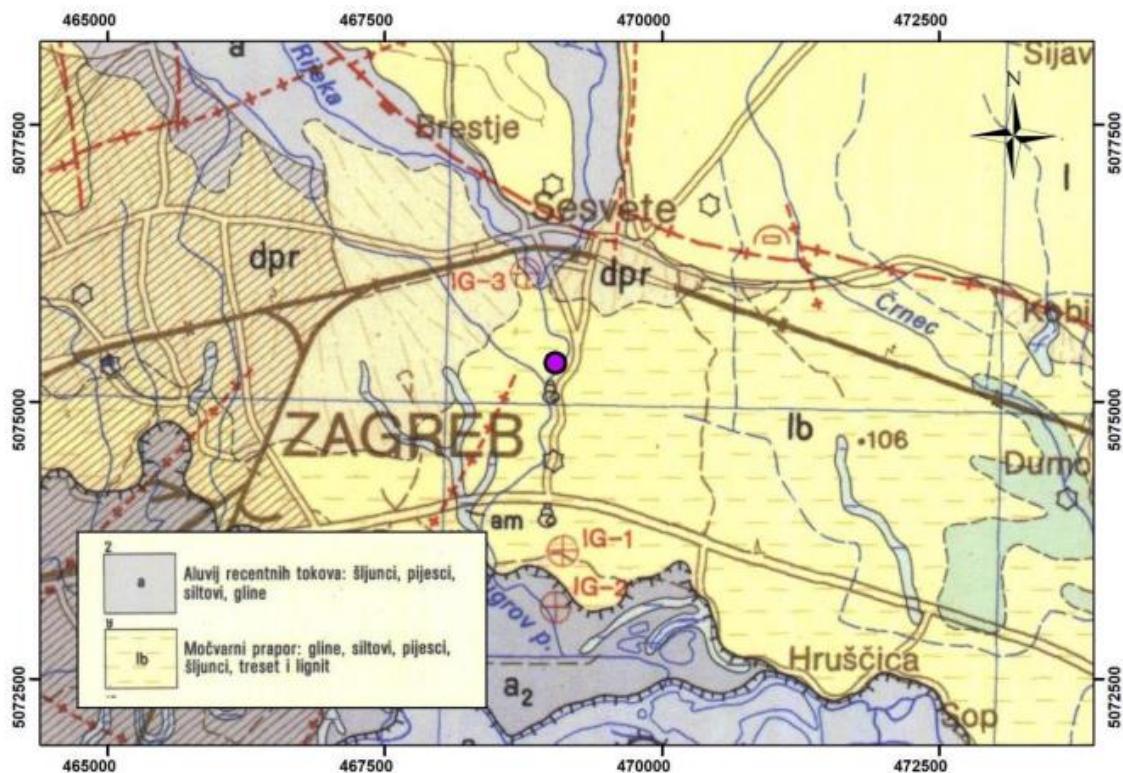 465000 467500 470000 472500
5077500 5077500
a
Rijeka
N
Sijav
Brestje
l
Sesvete
dpr
IG-3
dpr
Črnec
Kobi
5075000 5075000
ZAGREB
lb
106
Dumo
am
IG-1
IG-2
2
a
Aluvij recentnih tokova: šljunci, pijesci,
siltovi, gline
lb
Močvarni prapor: gline, siltovi, pijesci,
šljunci, treset i lignit
igrov p.
Hruščica
a2
Sop
5072500 5072500
465000 467500 470000 472500